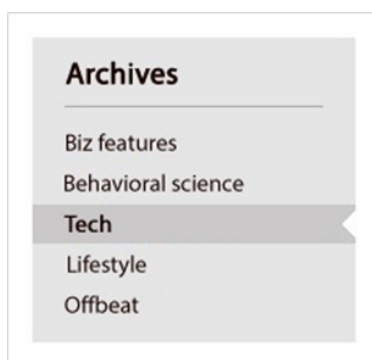 Archives
Biz features
Behavioral science
Tech
Lifestyle
Offbeat